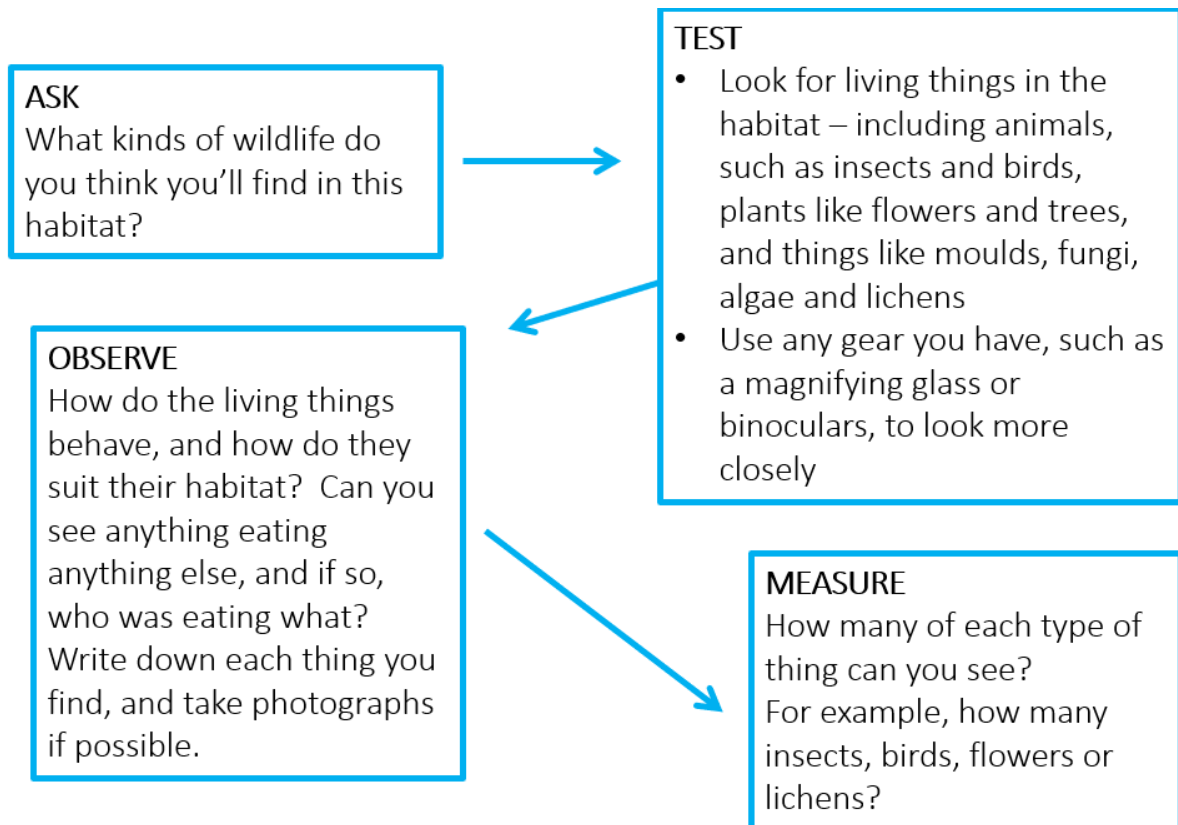 ASK
What kinds of wildlife do
you think you’ll find in this
habitat?
TEST
• Look for living things in the
habitat – including animals,
such as insects and birds,
plants like flowers and trees,
and things like moulds, fungi,
algae and lichens
• Use any gear you have, such as
a magnifying glass or
binoculars, to look more
closely
OBSERVE
How do the living things
behave, and how do they
suit their habitat?  Can you
see anything eating
anything else, and if so,
who was eating what?
Write down each thing you
find, and take photographs
if possible.
MEASURE
How many of each type of
thing can you see?
For example, how many
insects, birds, flowers or
lichens?